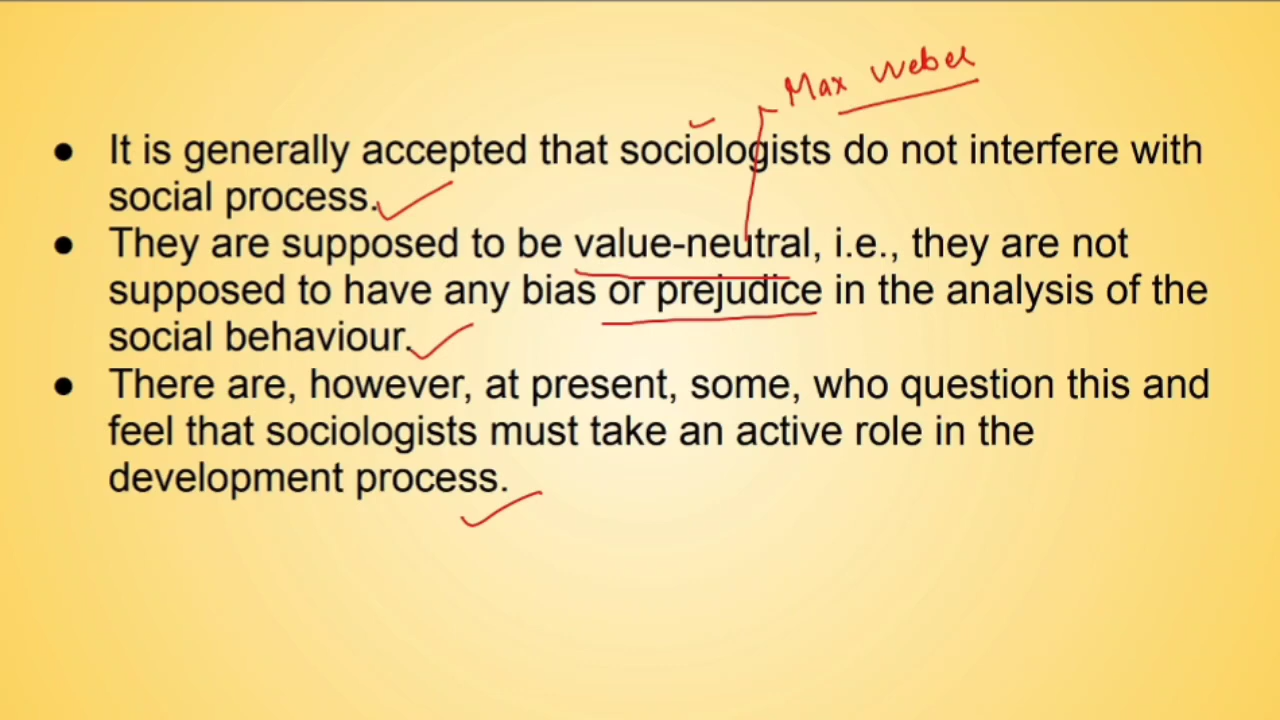 Max Weber
● It is generally accepted that sociologists do not interfere with
social process.
● They are supposed to be value-neutral, i.e., they are not
supposed to have any bias or prejudice in the analysis of the
social behaviour.
● There are, however, at present, some, who question this and
feel that sociologists must take an active role in the
development process.